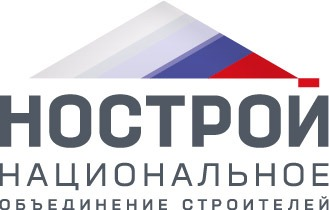 НОСТРОЙ
НАЦИОНАЛЬНОЕ
ОБЪЕДИНЕНИЕ СТРОИТЕЛЕЙ